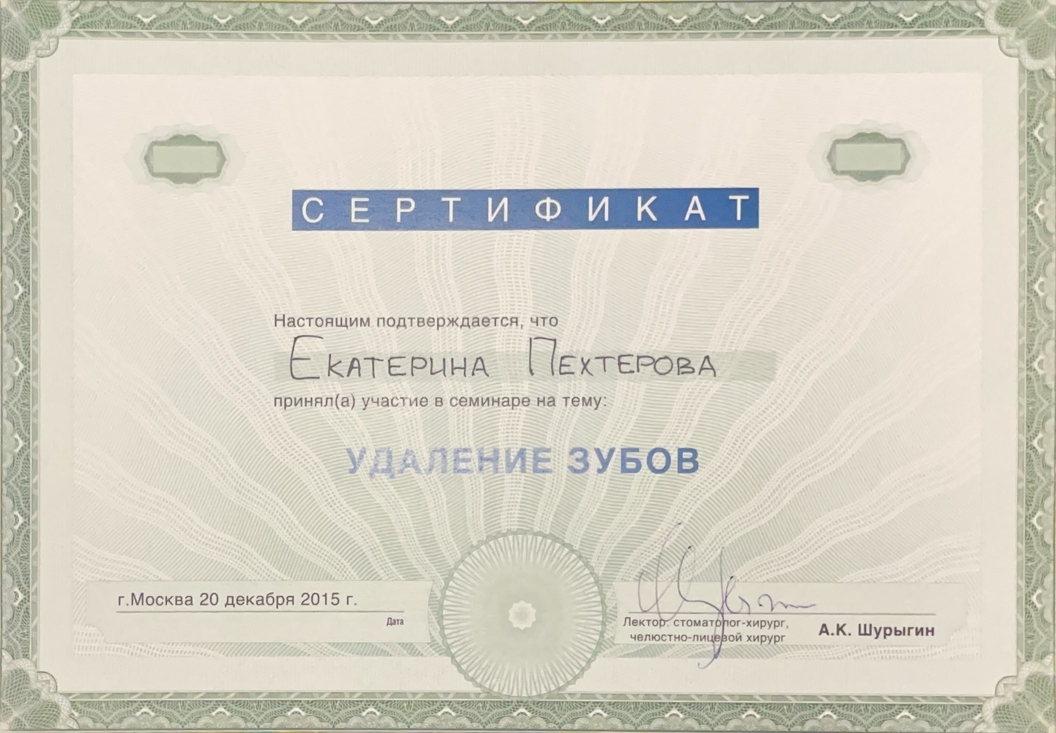 СЕРТИФИКАТ
Настоящим подтверждается, что
Екатерина Пехтерова
принял(а) участие в семинаре на тему:
УДАЛЕНИЕ ЗУБОВ
г.Москва 20 декабря 2015 г.
Дата
Лектор: стоматолог-хирург,
челюстно-лицевой хирург
А.К. Шурыгин